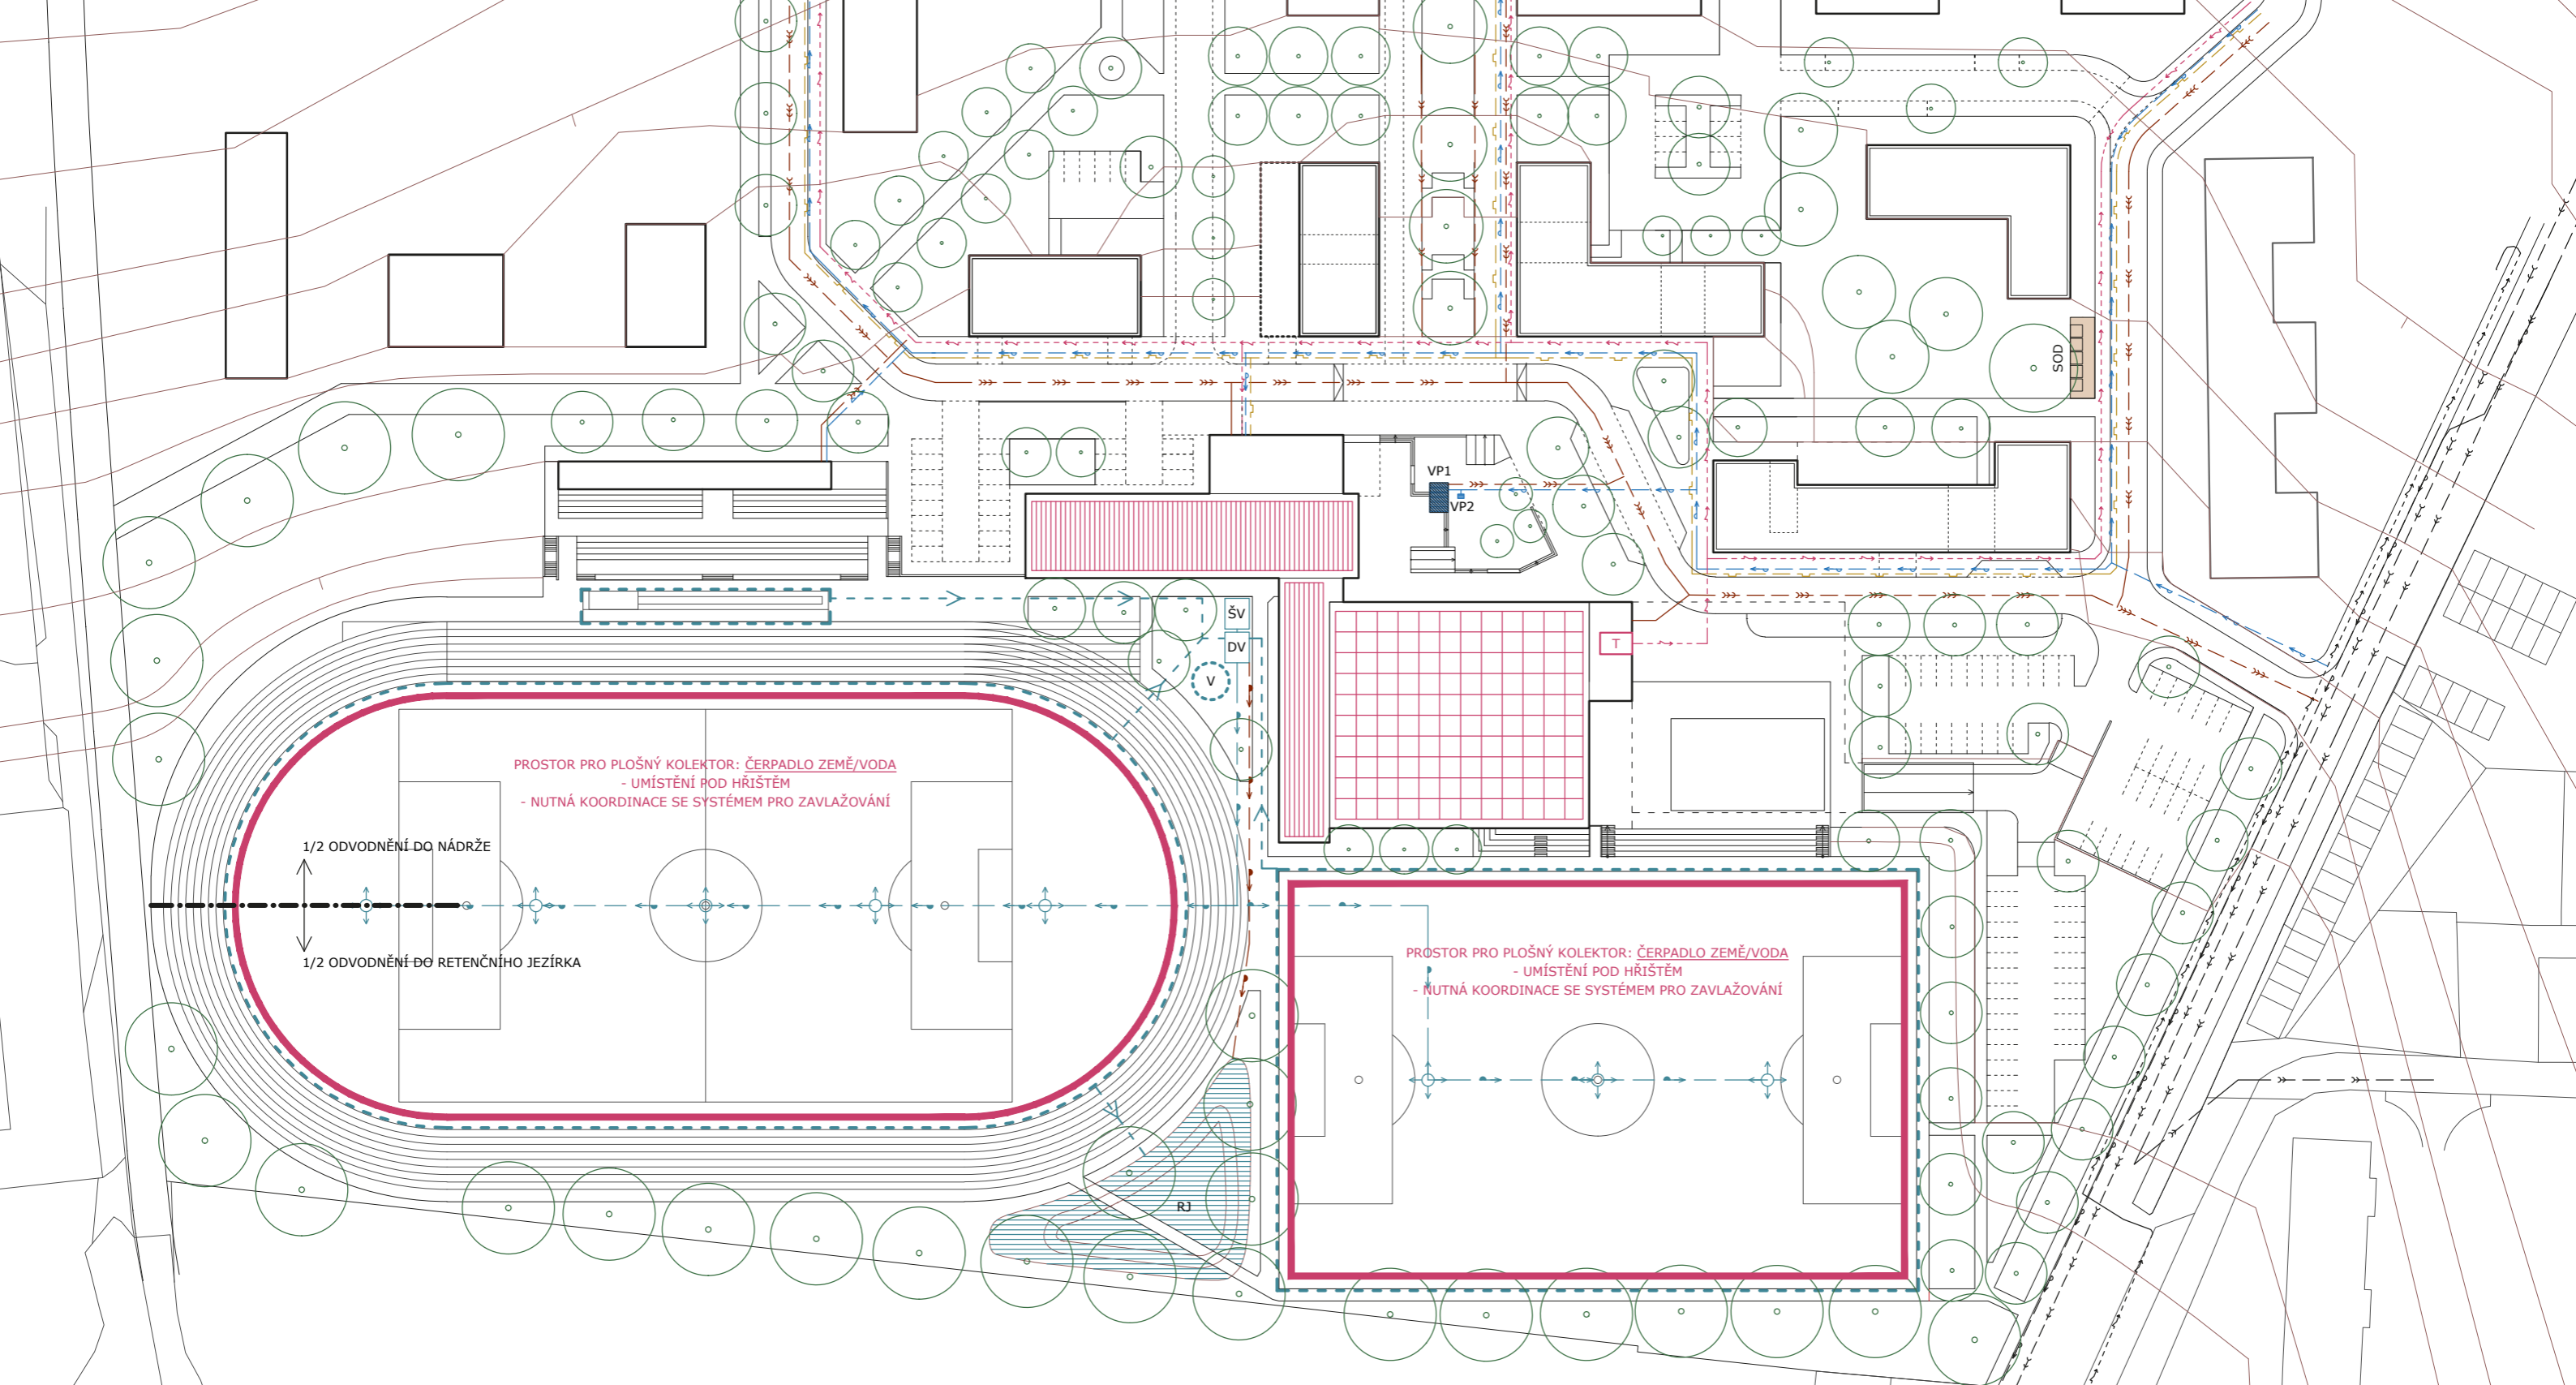 SOD
VP1
VP2
ŠV
DV
V
T
PROSTOR PRO PLOŠNÝ KOLEKTOR: ČERPADLO ZEMĚ/VODA
- UMÍSTĚNÍ POD HŘIŠTĚM
- NUTNÁ KOORDINACE SE SYSTÉMEM PRO ZAVLAŽOVÁNÍ
1/2 ODVODNĚNÍ DO NÁDRŽE
1/2 ODVODNĚNÍ DO RETENČNÍHO JEZÍRKA
PROSTOR PRO PLOŠNÝ KOLEKTOR: ČERPADLO ZEMĚ/VODA
- UMÍSTĚNÍ POD HŘIŠTĚM
- NUTNÁ KOORDINACE SE SYSTÉMEM PRO ZAVLAŽOVÁNÍ
RJ